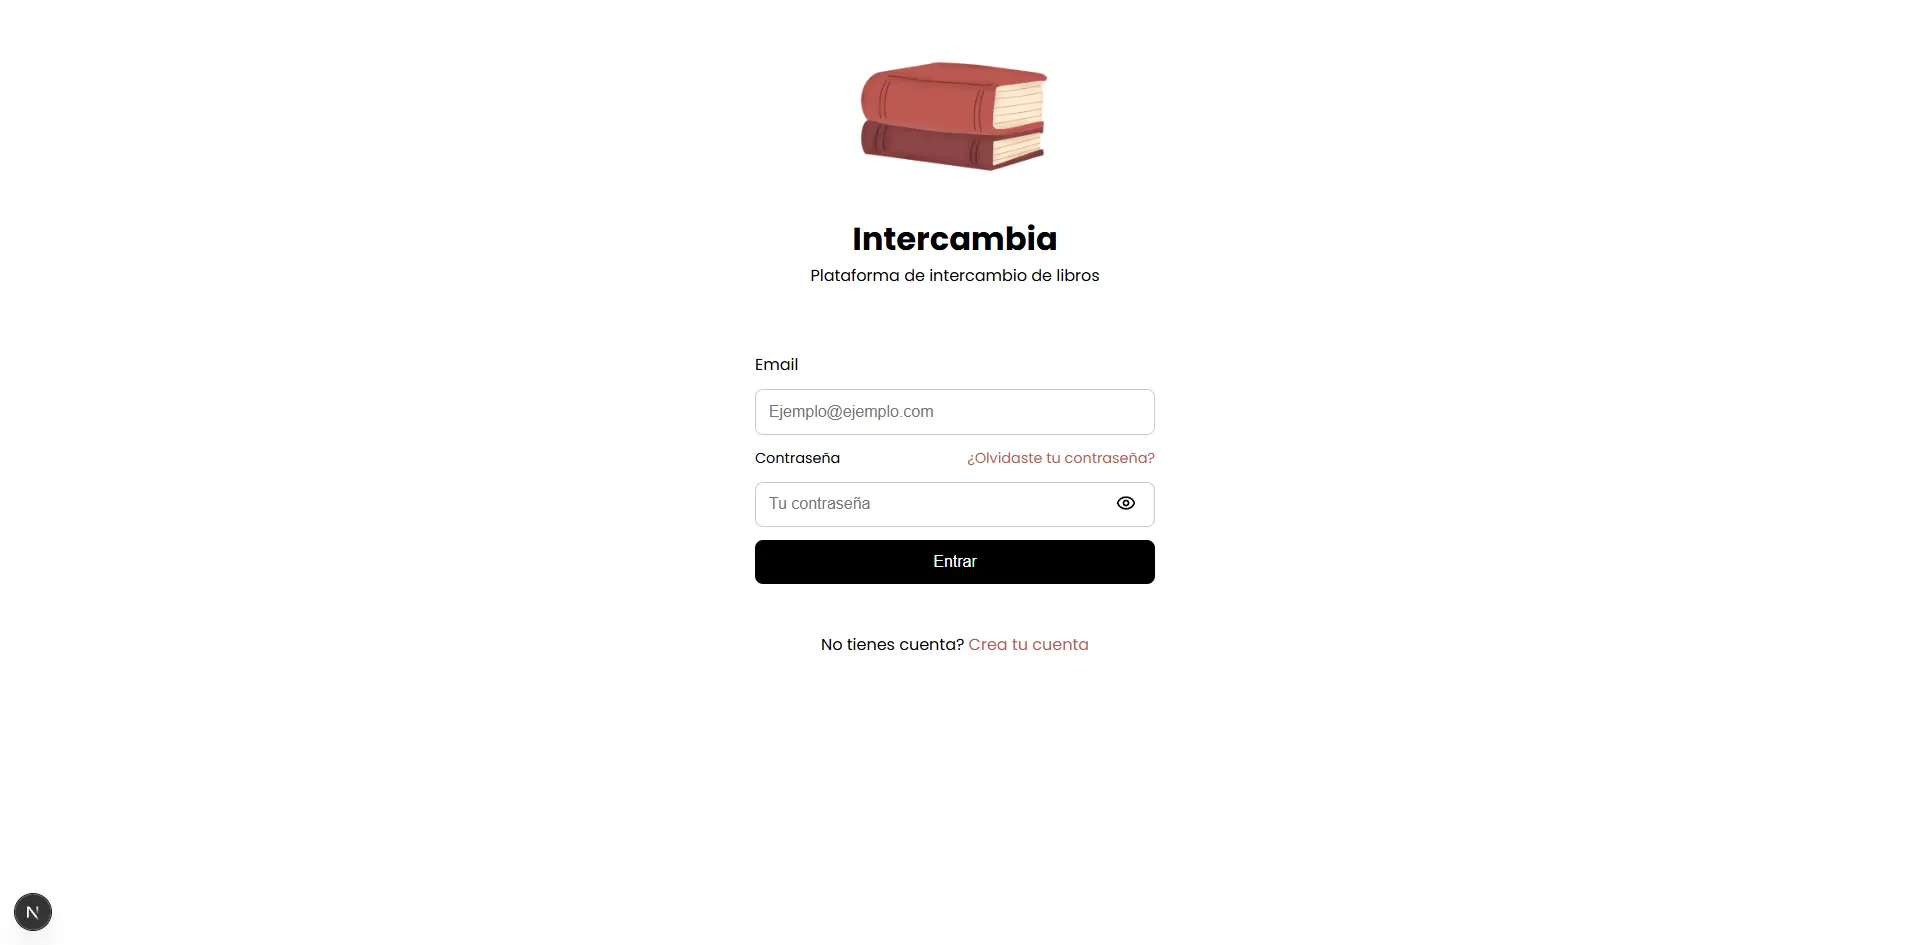 Intercambia
Plataforma de intercambio de libros
Email
Ejemplo@ejemplo.com
Contraseña ¿Olvidaste tu contraseña?
Tu contraseña
Entrar
No tienes cuenta? Crea tu cuenta
N